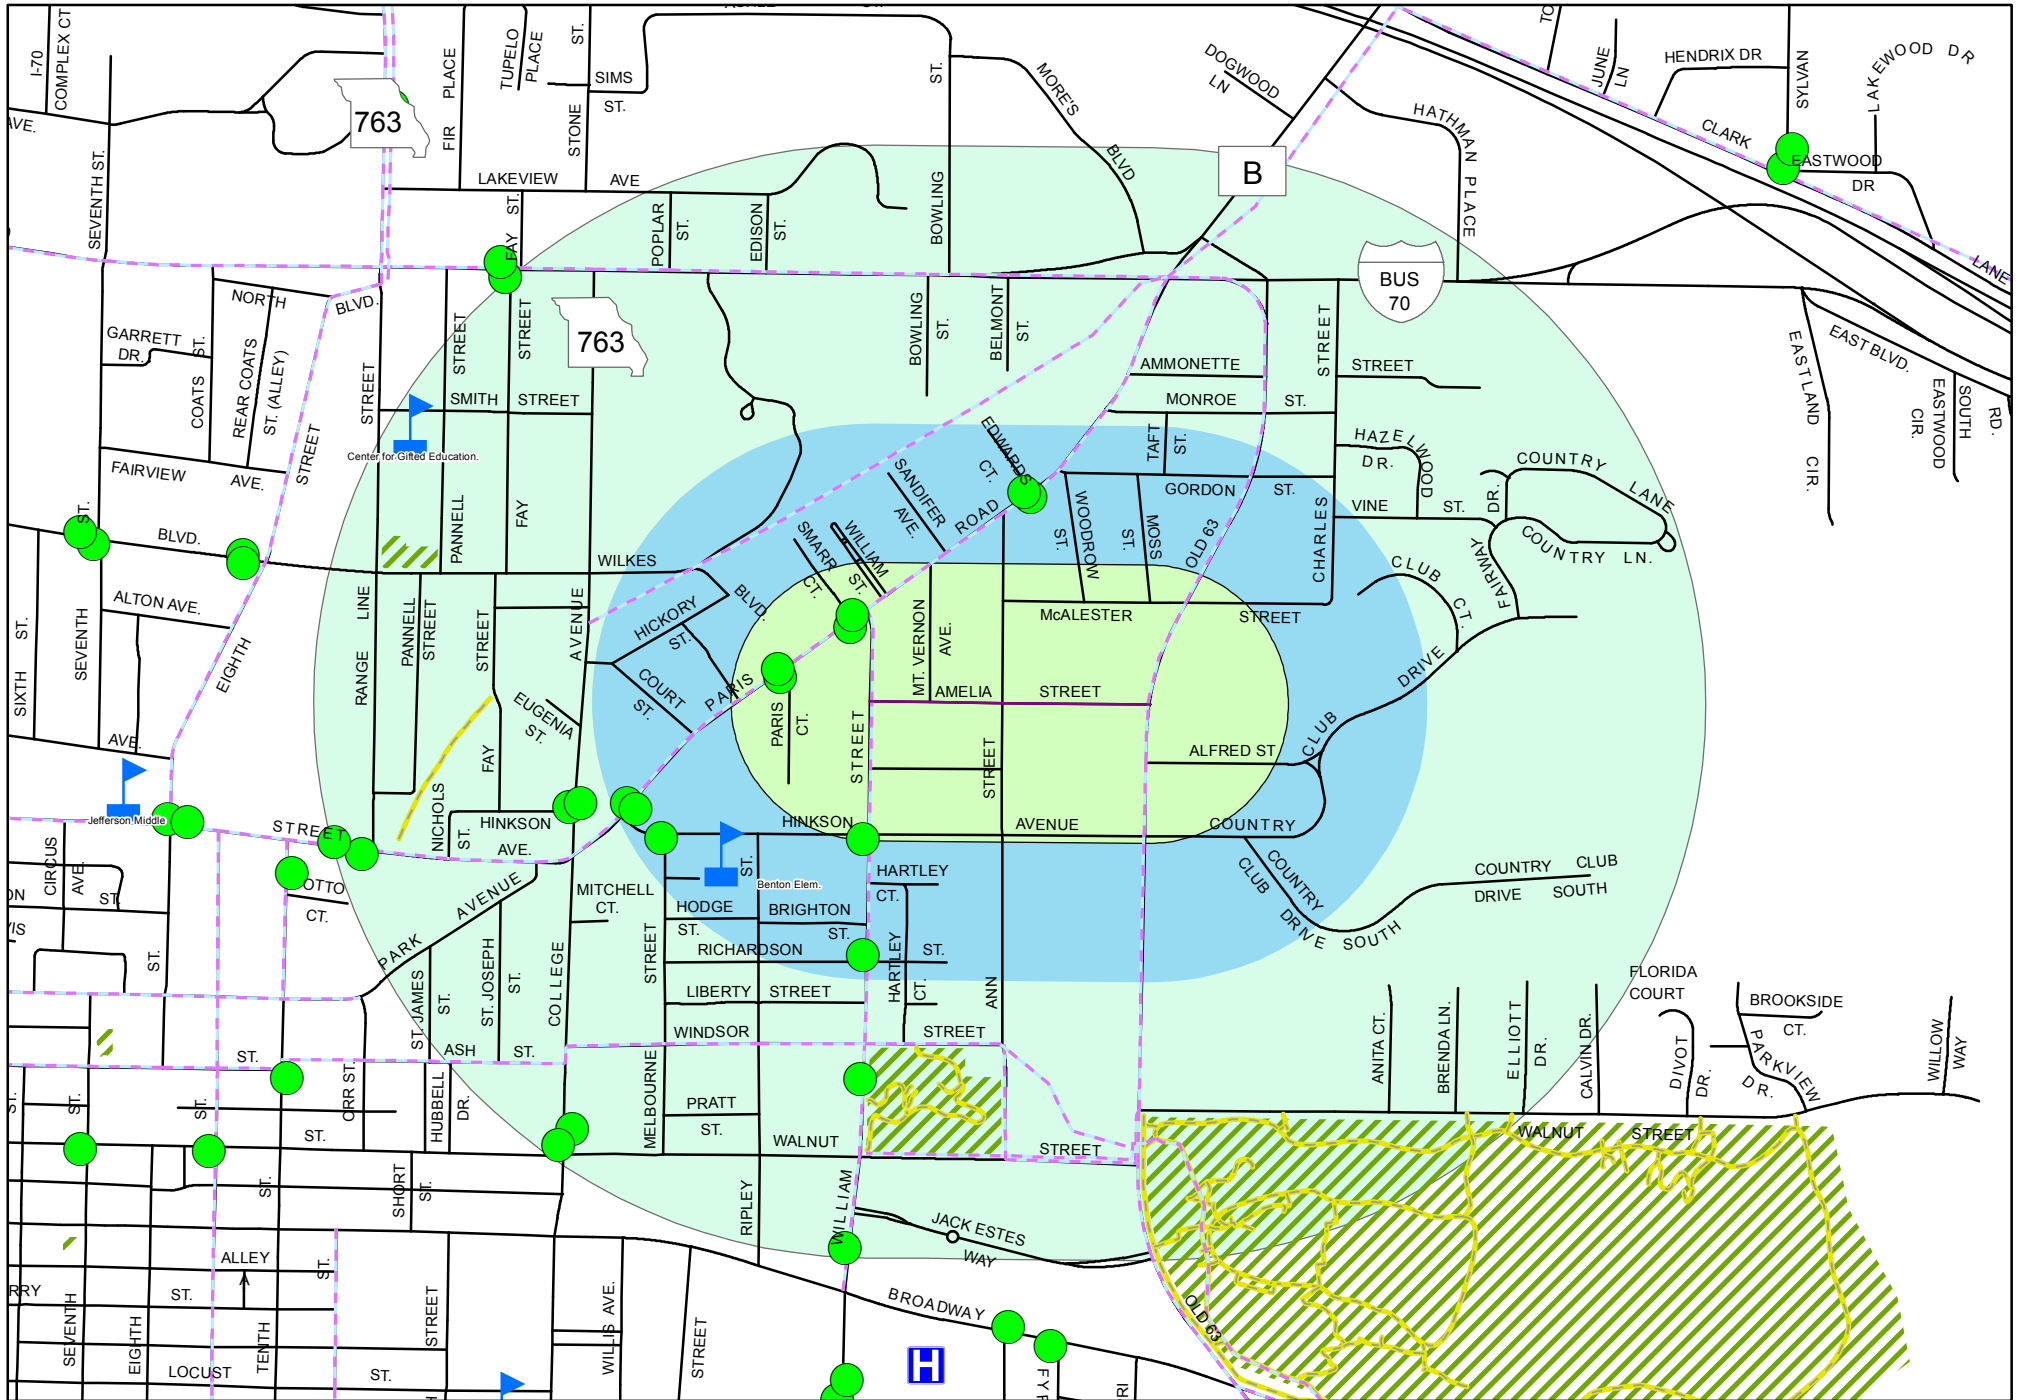 I-70
COMPLEX CT
PLACE
FIR
TUPELO
PLACE
ST.
SIMS
ST.
STONE
ST.
MORE'S
BLVD
DOGWOOD
LN
TO
JUNE
LN
HENDRIX DR
SYLVAN
LAKEWOOD DR
763
AVE.
SEVENTH ST.
HATHMAN PLACE
CLARK
LANE
EASTWOOD
DR
B
LAKEVIEW
AVE
FAY ST.
POPLAR
ST.
EDISON
ST.
BOWLING
BUS
70
NORTH
BLVD.
GARRETT
DR.
COATS ST.
REAR COATS
ST. (ALLEY)
STREET
STREET
STREET
763
BOWLING
ST.
BELMONT
ST.
AMMONETTE
STREET
STREET
MONROE
ST.
EASTLAND CIR.
EAST BLVD.
EASTWOOD CIR.
SOUTH
RD.
SMITH
STREET
Center for Gifted Education.
FAIRVIEW
AVE.
STREET
PANNELL
FAY
EDWARDS
CT.
TAFT
ST.
HAZELWOOD
DR.
COUNTRY
LANE
SANDIFER
AVE.
ROAD
GORDON
ST.
VINE
ST.
DR.
COUNTRY LN.
ST.
BLVD.
WILKES
BLVD.
SMARR
CT.
WILLIAM
ST.
WOODROW
ST.
MOSS
ST.
OLD 63
CHARLES
CLUB
CT.
FAIRWAY
ALTON AVE.
SIXTH ST.
SEVENTH
EIGHTH
RANGE LINE
PANNELL
STREET
STREET
AVENUE
HICKORY
ST.
MT. VERNON
AVE.
McALESTER
STREET
COURT
ST.
PARIS
AMELIA
STREET
DRIVE
EUGENIA
ST.
PARIS
CT.
STREET
STREET
ALFRED ST
CLUB
AVE.
FAY
Jefferson Middle
STREET
NICHOLS
ST.
HINKSON
AVE.
HINKSON
AVENUE
COUNTRY
CIRCUS
AVE.
OTTO
CT.
PARK AVENUE
MITCHELL
CT.
ST.
Benton Elem.
HARTLEY
CT.
COUNTRY
CLUB
DRIVE SOUTH
COUNTRY CLUB
DRIVE SOUTH
ST.
HODGE
ST.
BRIGHTON
ST.
RICHARDSON
ST.
STREET
HARTLEY
CT.
ANN
ST.
ST. JAMES
ST.
ST. JOSEPH
ST.
COLLEGE
LIBERTY
STREET
WINDSOR
STREET
FLORIDA
COURT
BROOKSIDE
CT.
ANITA CT.
BRENDA LN.
ELLIOTT
DR.
CALVIN DR.
DIVOT
DR.
PARKVIEW
DR.
WILLOW
WAY
ST.
ASH
ST.
ST.
ST.
ST.
ORR ST.
HUBBELL
DR.
MELBOURNE
PRATT
ST.
WALNUT
STREET
WALNUT
STREET
ST.
ST.
SHORT
ST.
RIPLEY
WILLIAM
JACK ESTES
WAY
ALLEY
A
ST.
ST.
SEVENTH
EIGHTH
TENTH
STREET
WILLIS AVE.
STREET
BROADWAY
OLD 63
LOCUST
ST.
H